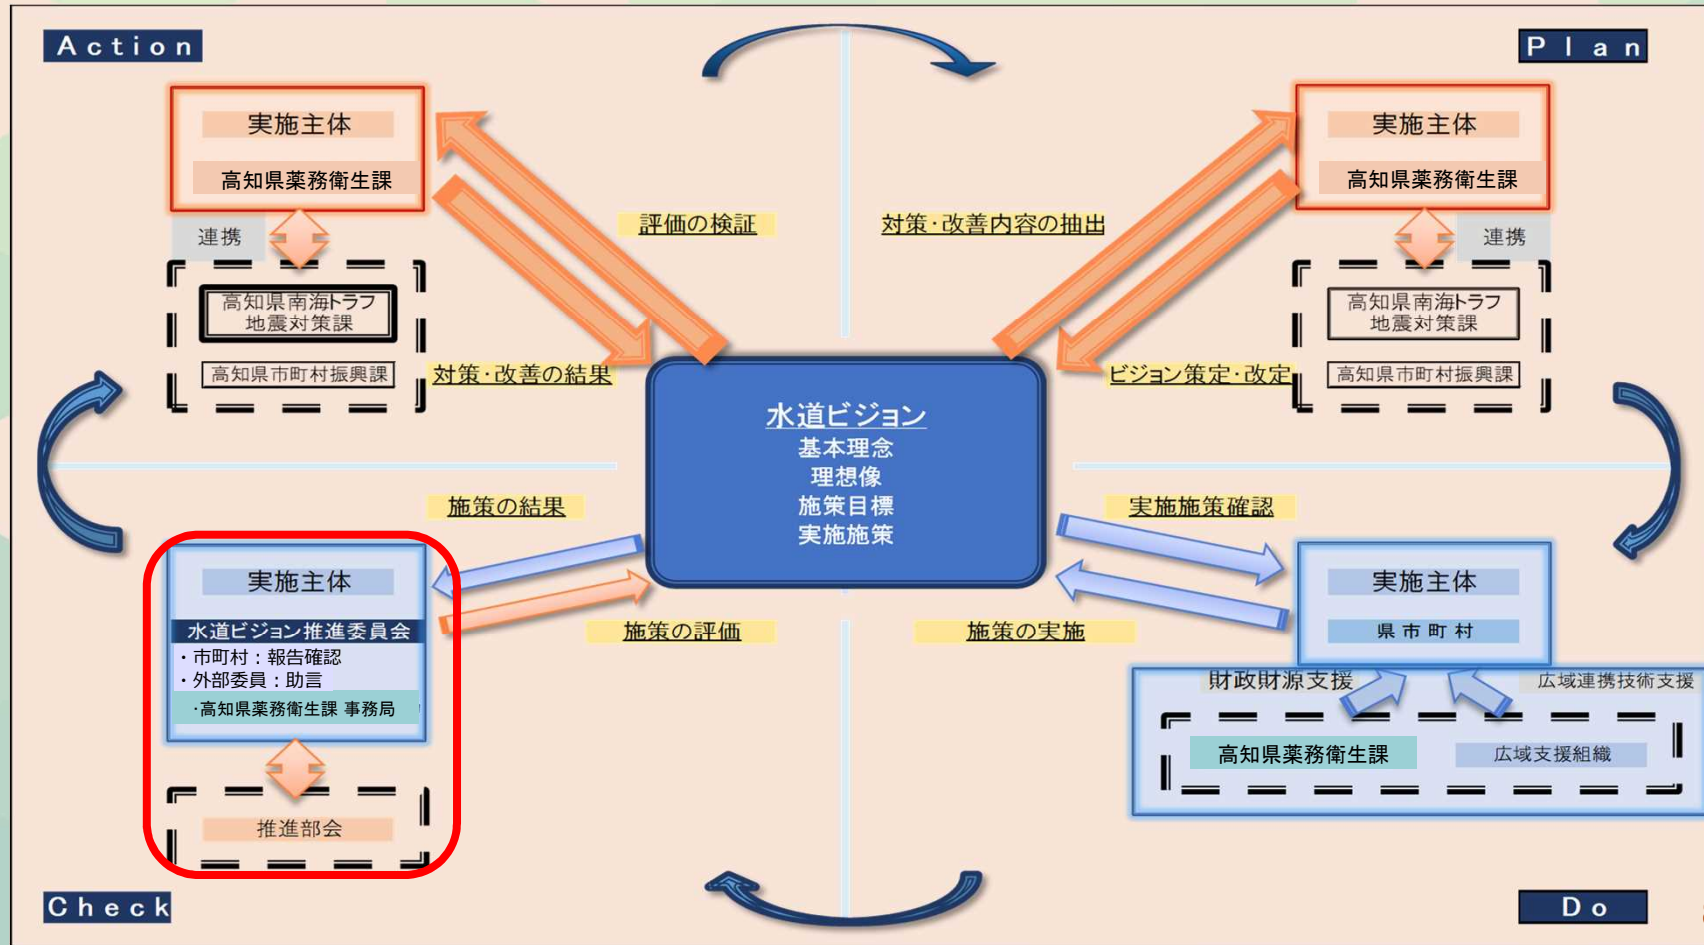 Action
Plan
実施主体
高知県薬務衛生課
連携
高知県南海トラフ
地震対策課
高知県市町村振興課
評価の検証
対策・改善の結果
対策・改善内容の抽出
ビジョン策定・改定
実施主体
高知県薬務衛生課
連携
高知県南海トラフ
地震対策課
高知県市町村振興課
水道ビジョン
基本理念
理想像
施策目標
実施施策
施策の結果
施策の評価
実施施策確認
施策の実施
実施主体
水道ビジョン推進委員会
・市町村：報告確認
・外部委員：助言
・高知県薬務衛生課 事務局
推進部会
実施主体
県市町村
財政財源支援
広域連携技術支援
高知県薬務衛生課
広域支援組織
Check
Do